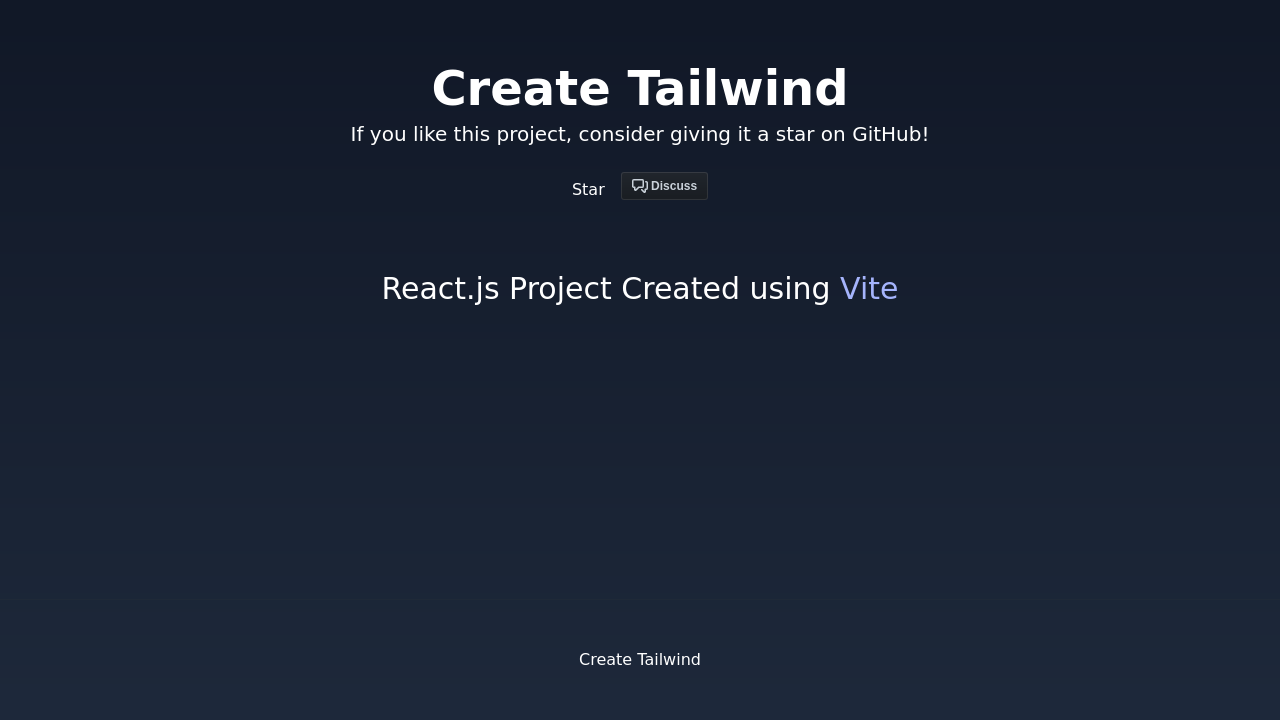 Create Tailwind
If you like this project, consider giving it a star on GitHub!
Star Discuss
React.js Project Created using Vite
Create Tailwind